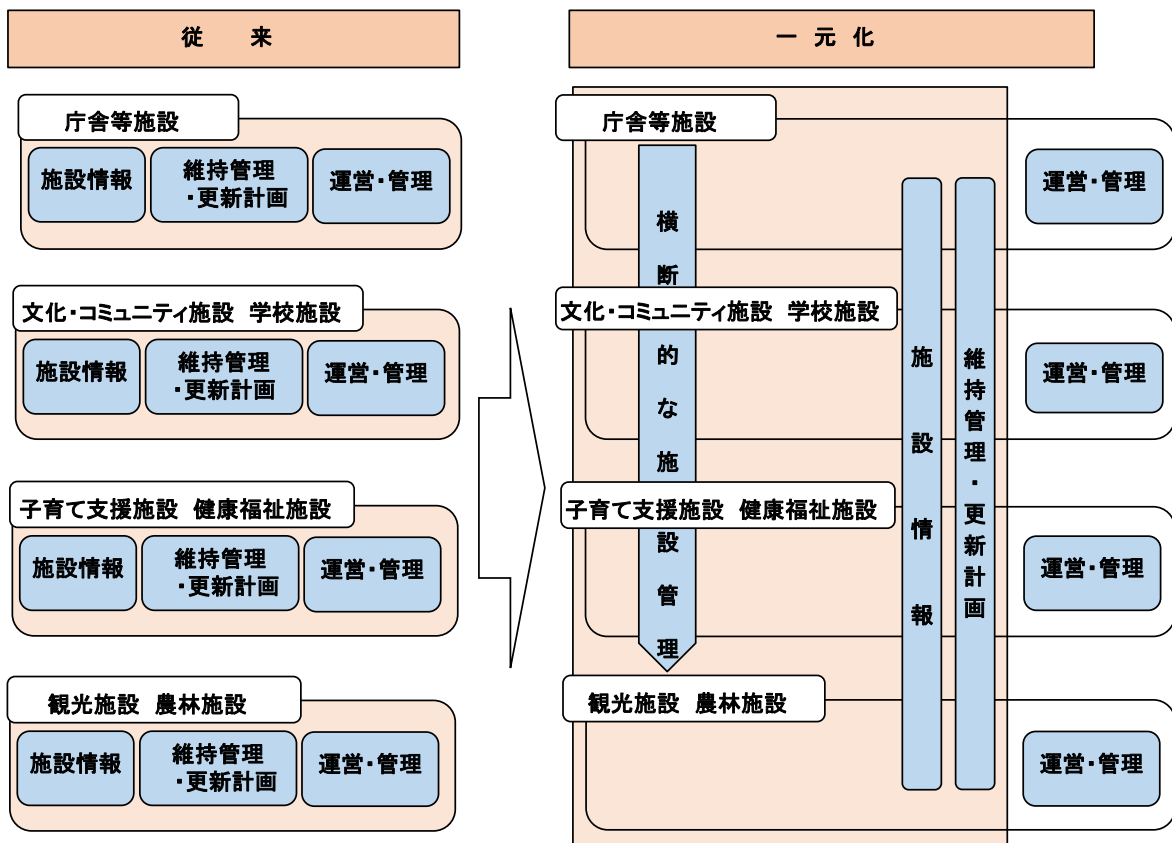 従　来
庁舎等施設
施設情報
維持管理
・更新計画
運営・管理
文化・コミュニティ施設　学校施設
施設情報
維持管理
・更新計画
運営・管理
子育て支援施設　健康福祉施設
施設情報
維持管理
・更新計画
運営・管理
観光施設　農林施設
施設情報
維持管理
・更新計画
運営・管理
一 元 化
庁舎等施設
運営・管理
文化・コミュニティ施設　学校施設
運営・管理
子育て支援施設　健康福祉施設
運営・管理
観光施設　農林施設
運営・管理
横断的な施設管理
施設情報
維持管理・更新計画